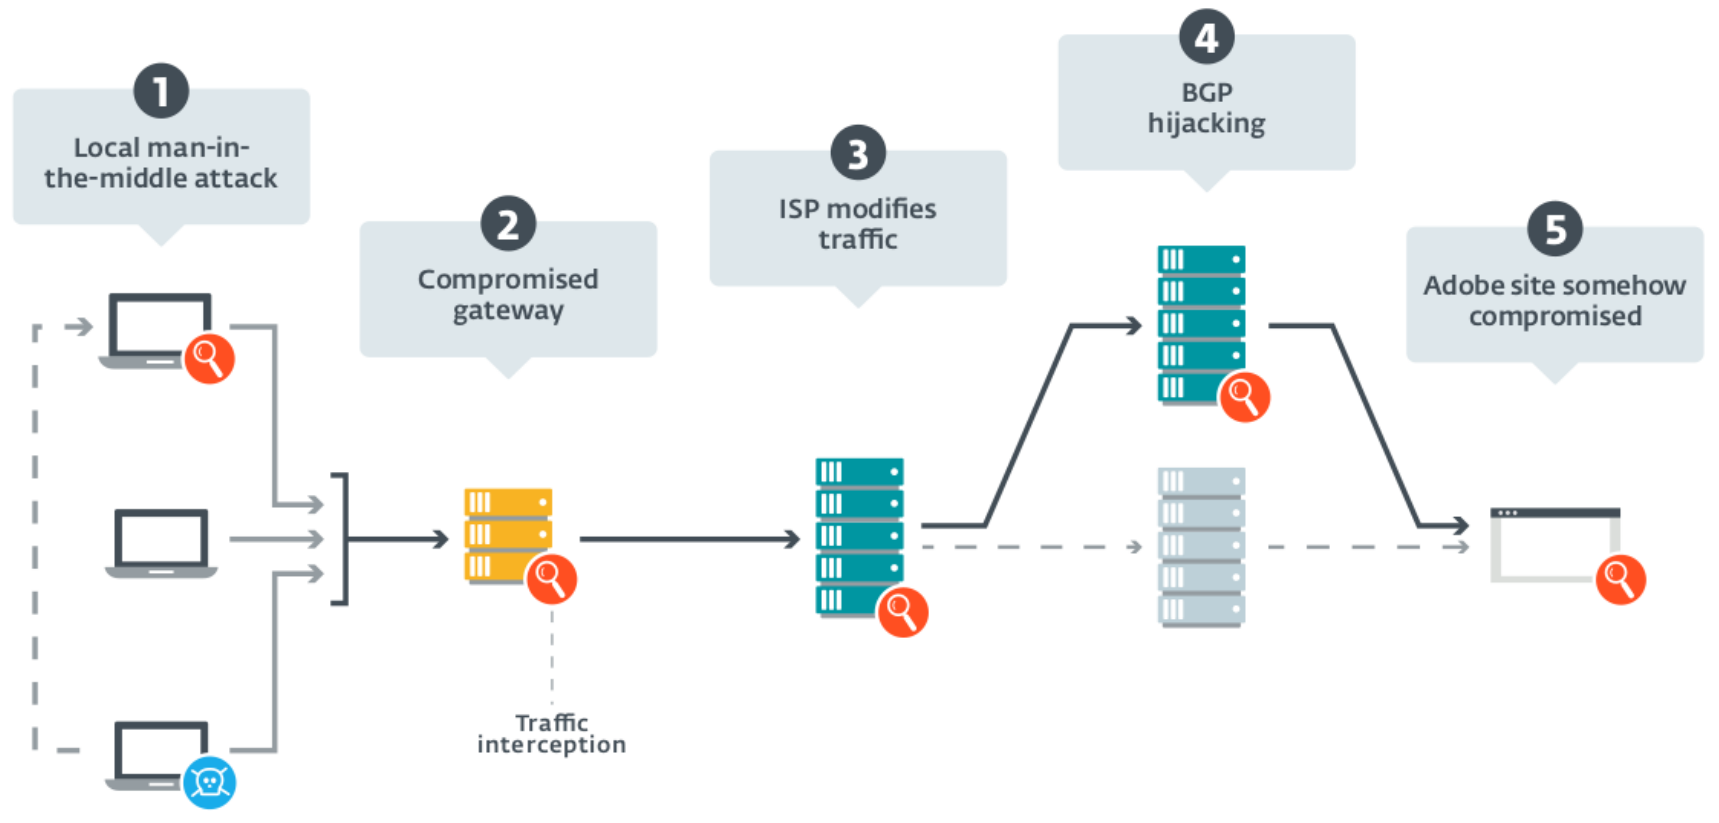 1
Local man-in-
the-middle attack
2
Compromised
gateway
Traffic
interception
3
ISP modifies
traffic
4
BGP
hijacking
5
Adobe site somehow
compromised